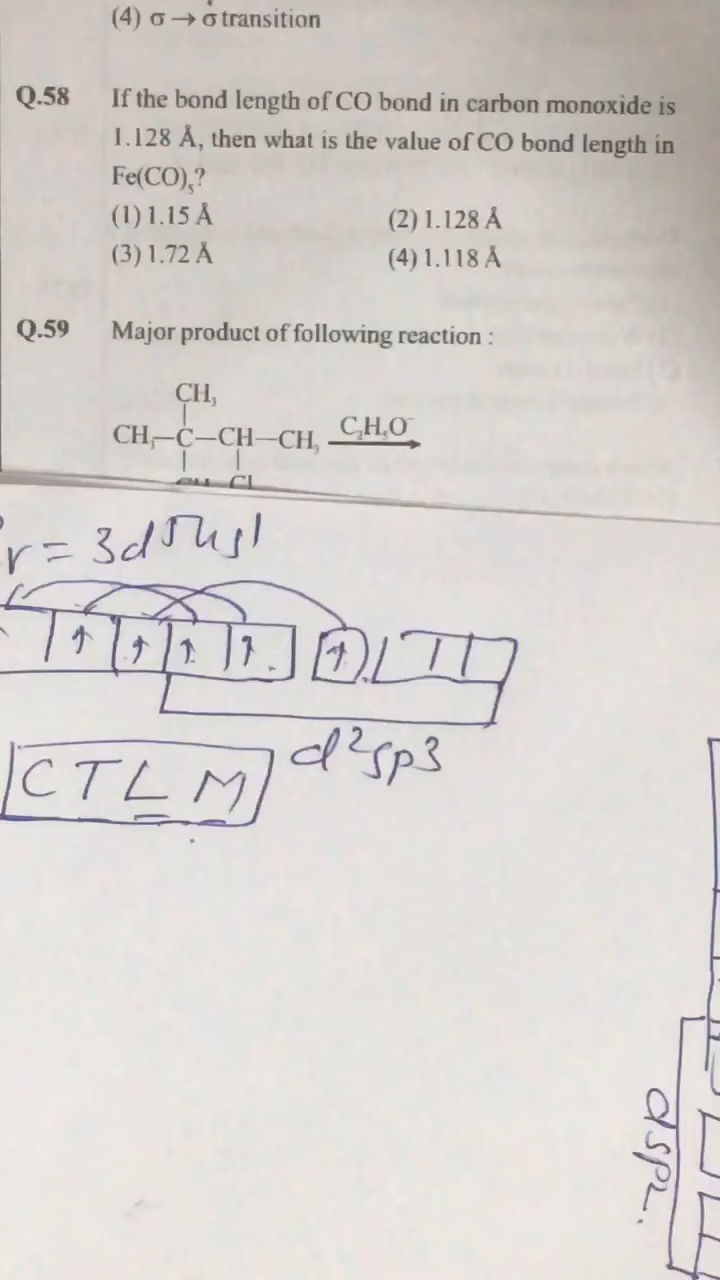 (4) σ → σ* transition
Q.58 If the bond length of CO bond in carbon monoxide is
1.128 Å, then what is the value of CO bond length in
Fe(CO)₅?
(1) 1.15 Å (2) 1.128 Å
(3) 1.72 Å (4) 1.118 Å
Q.59 Major product of following reaction :
CH₃
CH₃–C–CH–CH₃ C₂H₅O⁻
Cl
r = 3d⁵4s¹
d²sp3
CTLM
dsp2.